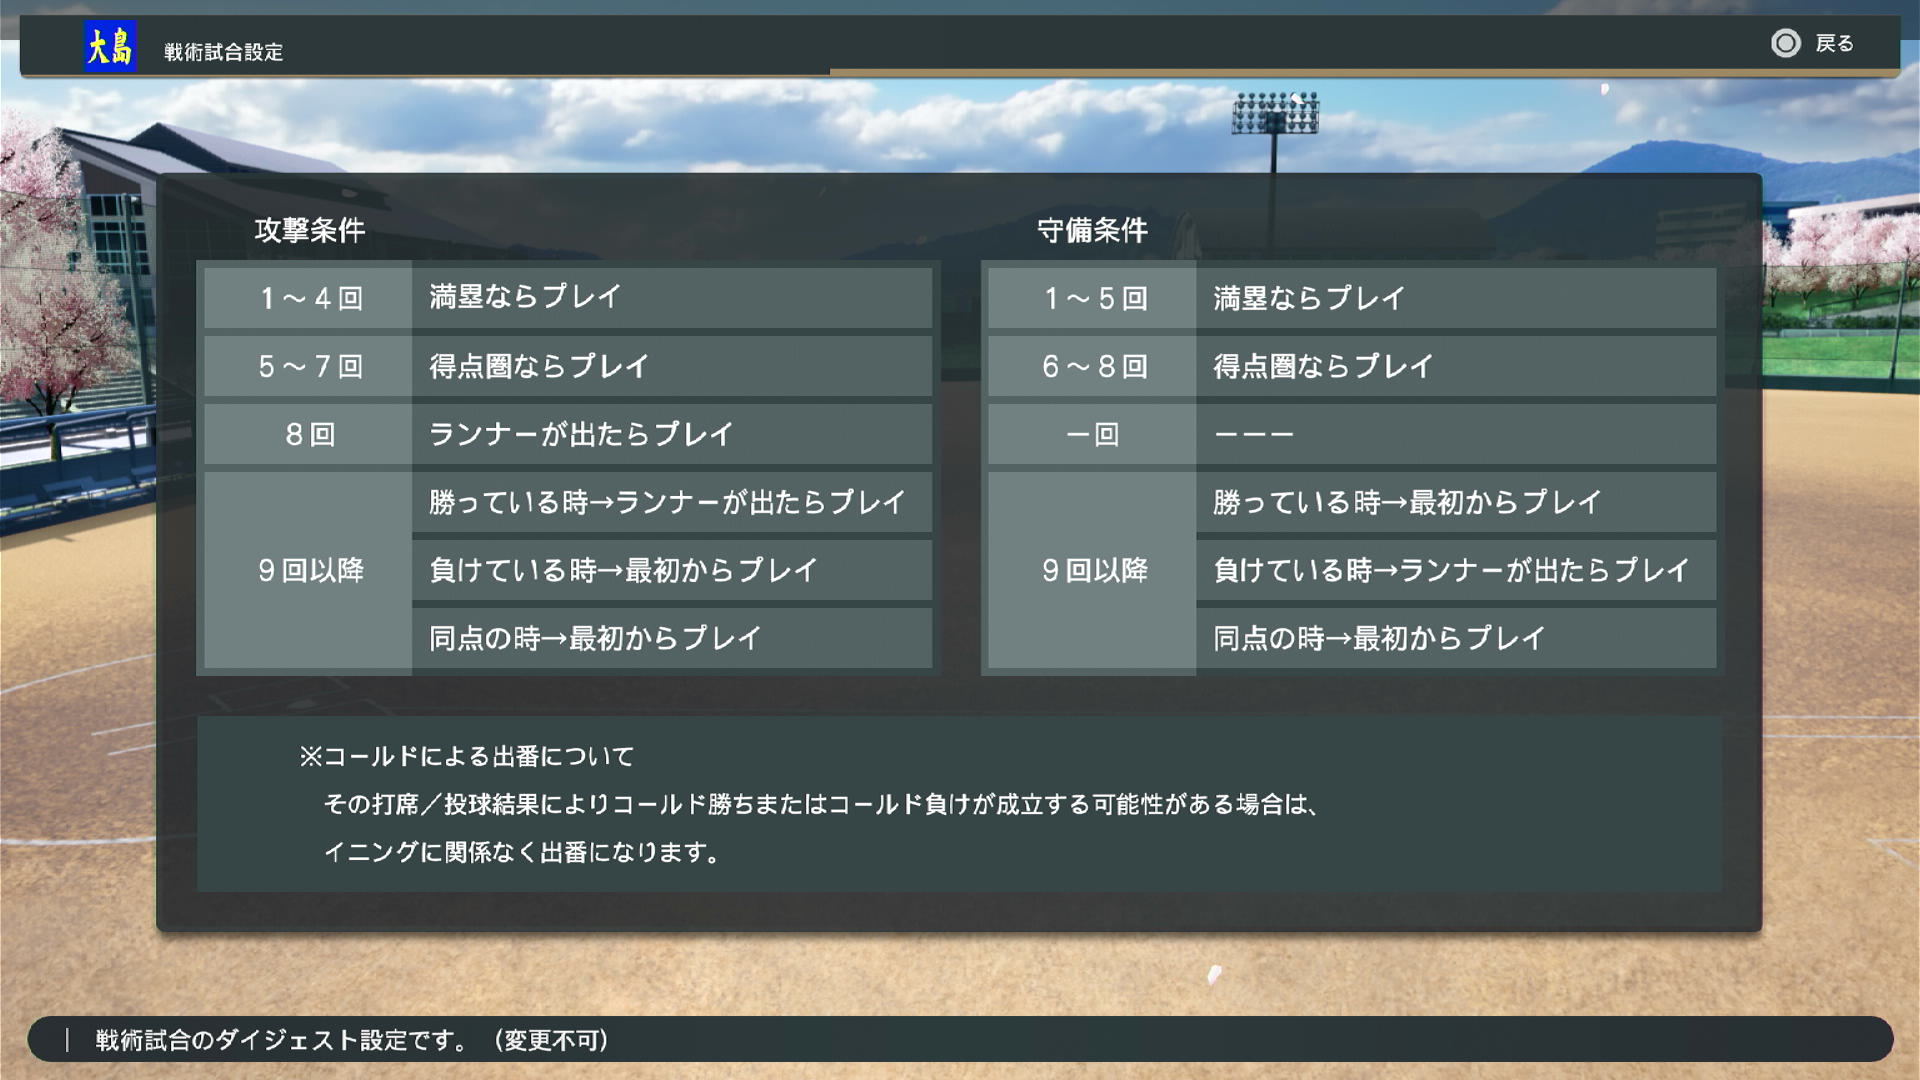 大島
戦術試合設定
戻る
攻撃条件
1～4回 満塁ならプレイ
5～7回 得点圏ならプレイ
8回 ランナーが出たらプレイ
9回以降
勝っている時→ランナーが出たらプレイ
負けている時→最初からプレイ
同点の時→最初からプレイ
守備条件
1～5回 満塁ならプレイ
6～8回 得点圏ならプレイ
ー回 ーーー
9回以降
勝っている時→最初からプレイ
負けている時→ランナーが出たらプレイ
同点の時→最初からプレイ
※コールドによる出番について
その打席／投球結果によりコールド勝ちまたはコールド負けが成立する可能性がある場合は、
イニングに関係なく出番になります。
戦術試合のダイジェスト設定です。（変更不可）